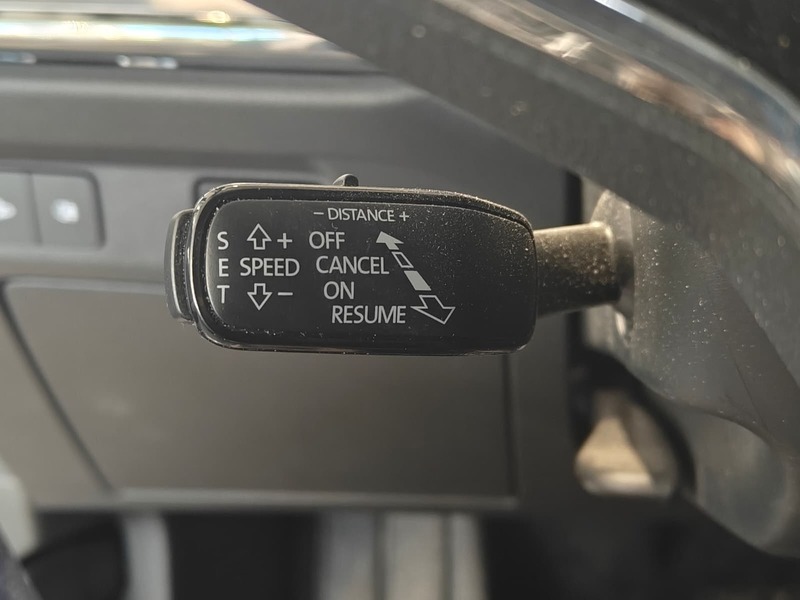 – DISTANCE +
S + OFF
E SPEED CANCEL
T – ON
RESUME